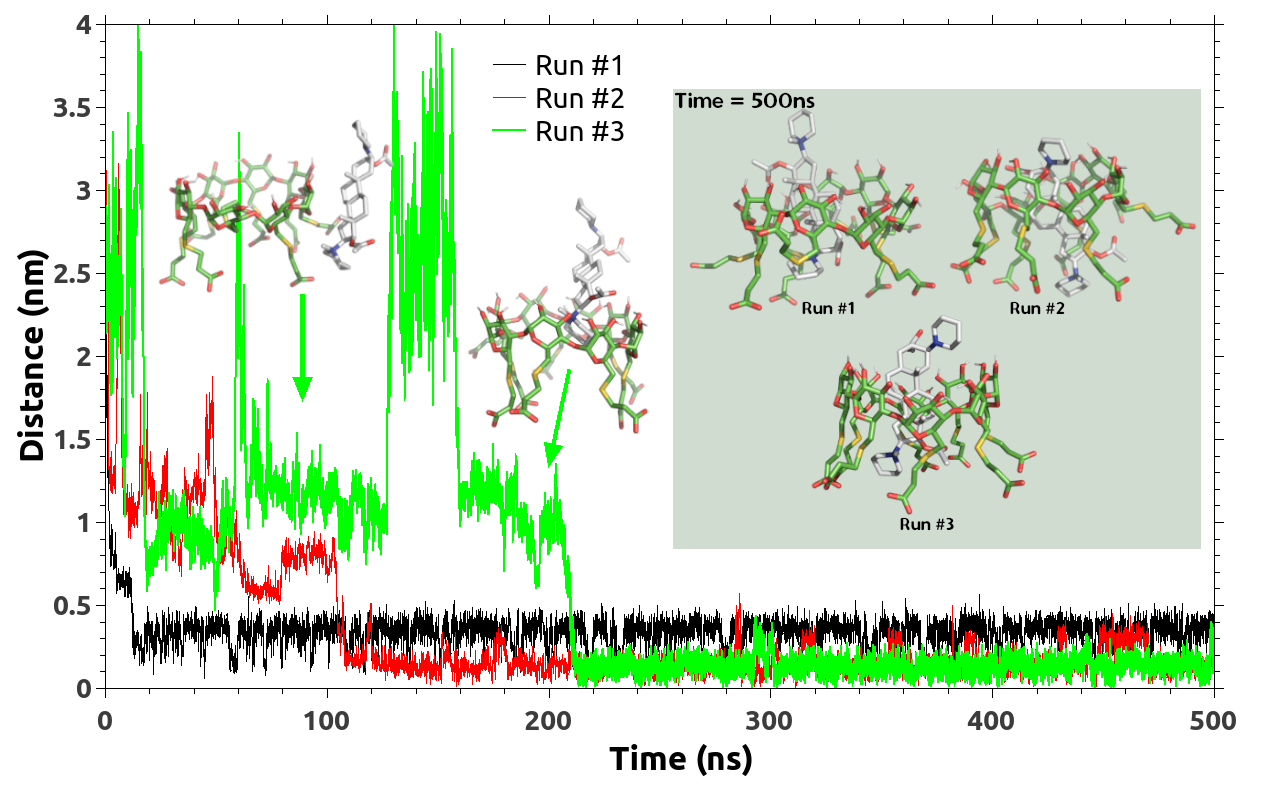 4
3.5
3
2.5
2
1.5
1
0.5
0
Distance (nm)
Run #1
Run #2
Run #3
Time = 500ns
Run #1
Run #2
Run #3
0
100
200
300
400
500
Time (ns)